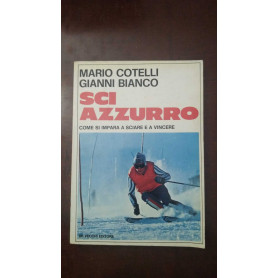 MARIO COTELLI
GIANNI BIANCO
SCI
AZZURRO
COME SI IMPARA A SCIARE E A VINCERE